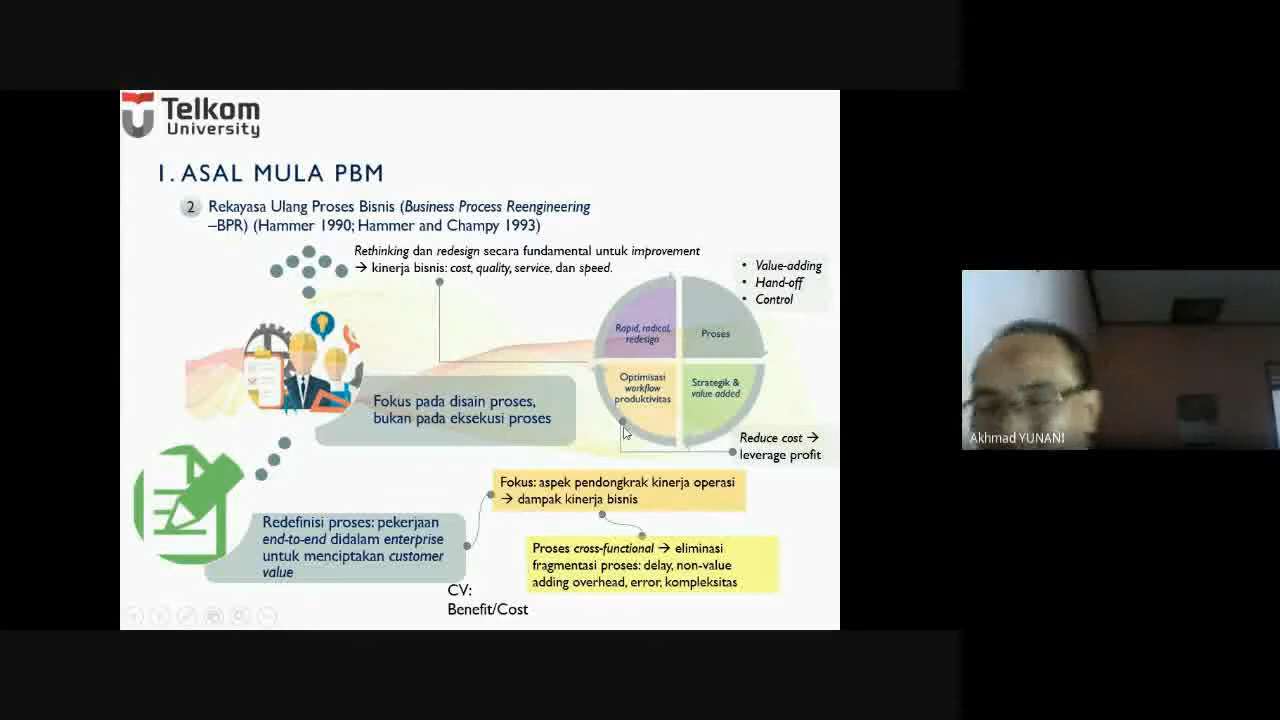 Telkom
University
1. ASAL MULA PBM
2
Rekayasa Ulang Proses Bisnis (Business Process Reengineering
–BPR) (Hammer 1990; Hammer and Champy 1993)
Rethinking dan redesign secara fundamental untuk improvement
→ kinerja bisnis: cost, quality, service, dan speed.
• Value-adding
• Hand-off
• Control
Rapid, radical,
redesign
Proses
Optimisasi
workflow
produktivitas
Strategik &
value added
Fokus pada disain proses,
bukan pada eksekusi proses
Reduce cost →
leverage profit
Fokus: aspek pendongkrak kinerja operasi
→ dampak kinerja bisnis
Redefinisi proses: pekerjaan
end-to-end didalam enterprise
untuk menciptakan customer
value
Proses cross-functional → eliminasi
fragmentasi proses: delay, non-value
adding overhead, error, kompleksitas
CV:
Benefit/Cost
Akhmad YUNANI